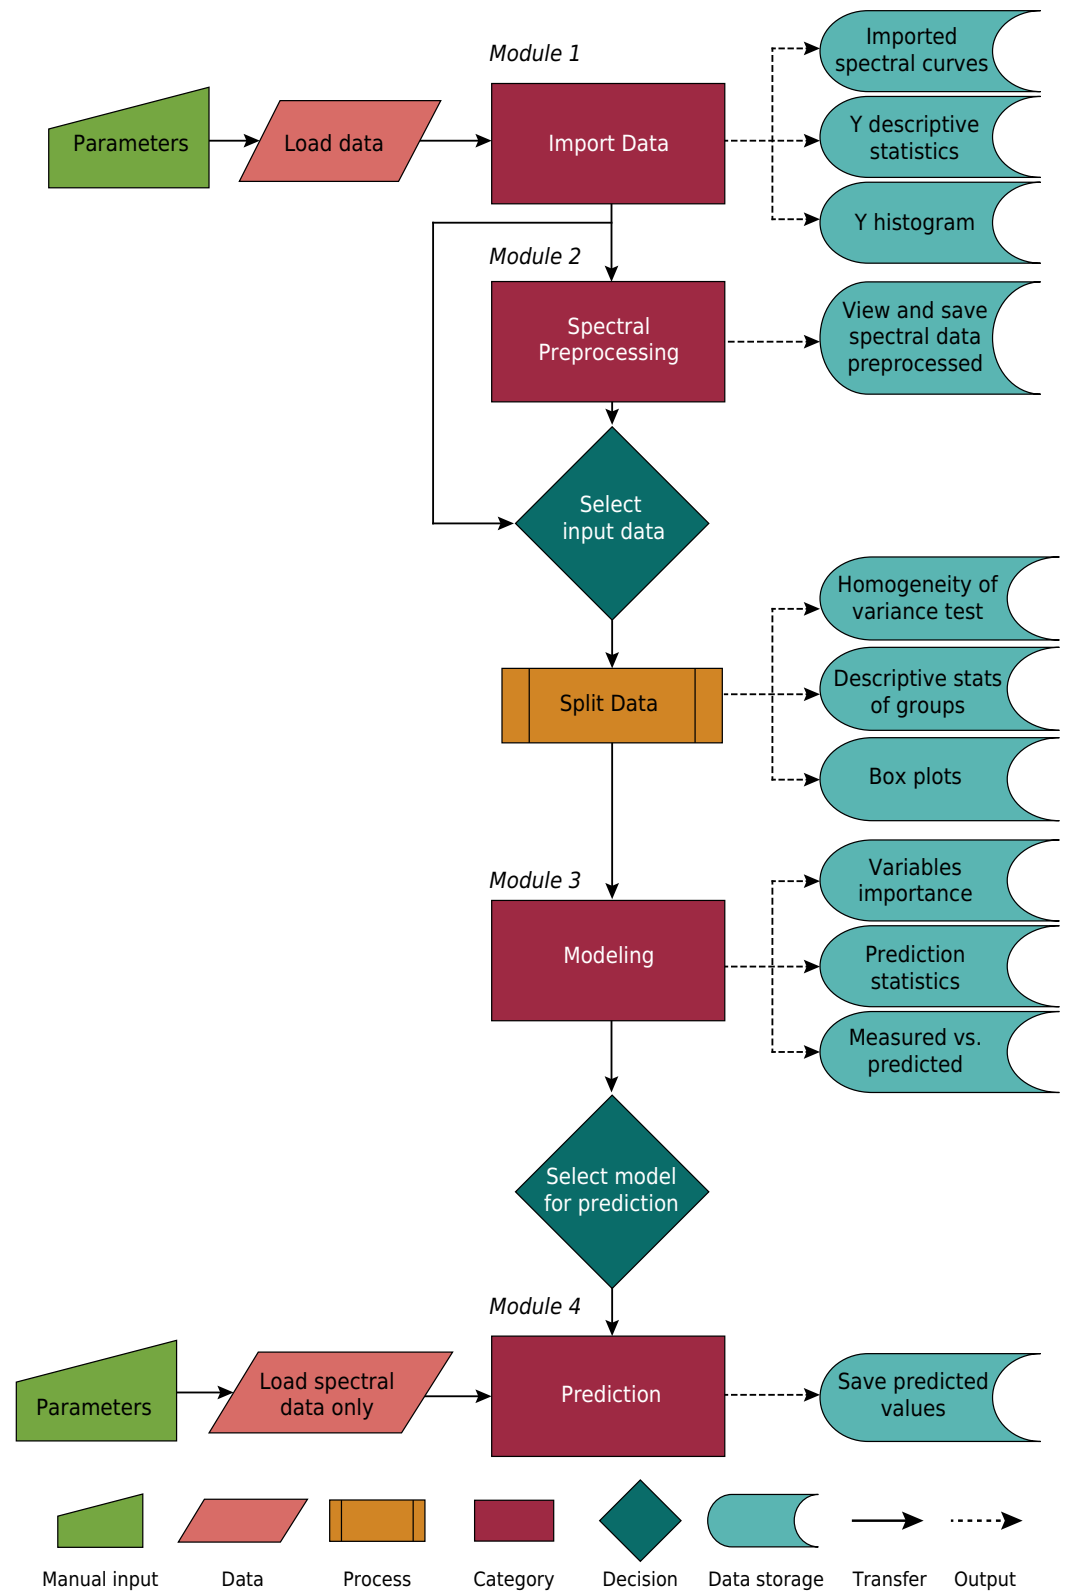 Module 1
Imported
spectral curves
Parameters
Load data
Import Data
Y descriptive
statistics
Y histogram
Module 2
Spectral
Preprocessing
View and save
spectral data
preprocessed
Select
input data
Homogeneity of
variance test
Split Data
Descriptive stats
of groups
Box plots
Module 3
Modeling
Variables
importance
Prediction
statistics
Measured vs.
predicted
Select model
for prediction
Module 4
Parameters
Load spectral
data only
Prediction
Save predicted
values
Manual input
Data
Process
Category
Decision
Data storage
Transfer
Output